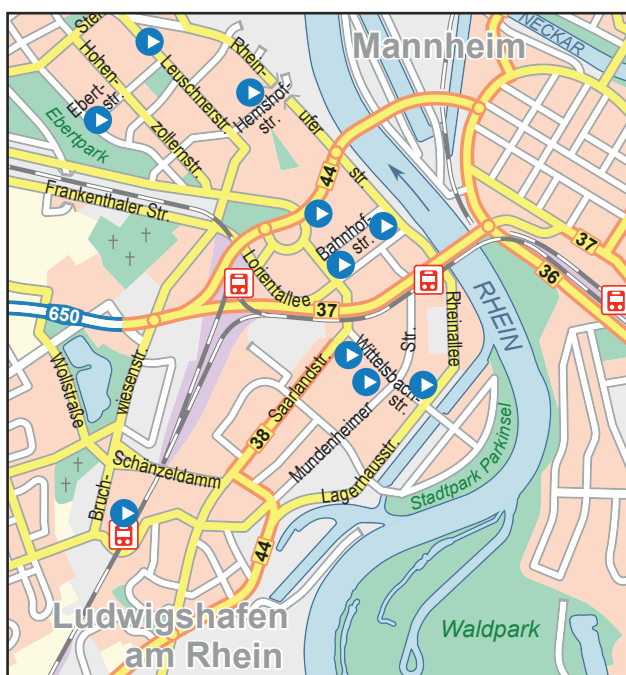 Mannheim
NECKAR
Stei
Hohen-
zollernstr.
Leuschnerstr.
Rhein-
ufer
str.
Hemshof-
str.
Ebert-
str.
Ebertpark
Frankenthaler Str.
44
Bahnhof-
str.
Lorientallee
37
36
37
650
RHEIN
Rheinallee
Wollstraße
Bruch-
wiesenstr.
Saarlandstr.
38
Wittelsbach-
str.
Mundenheimer
Str.
Schänzeldamm
Lagerhausstr.
Stadtpark Parkinsel
44
Ludwigshafen
am Rhein
Waldpark